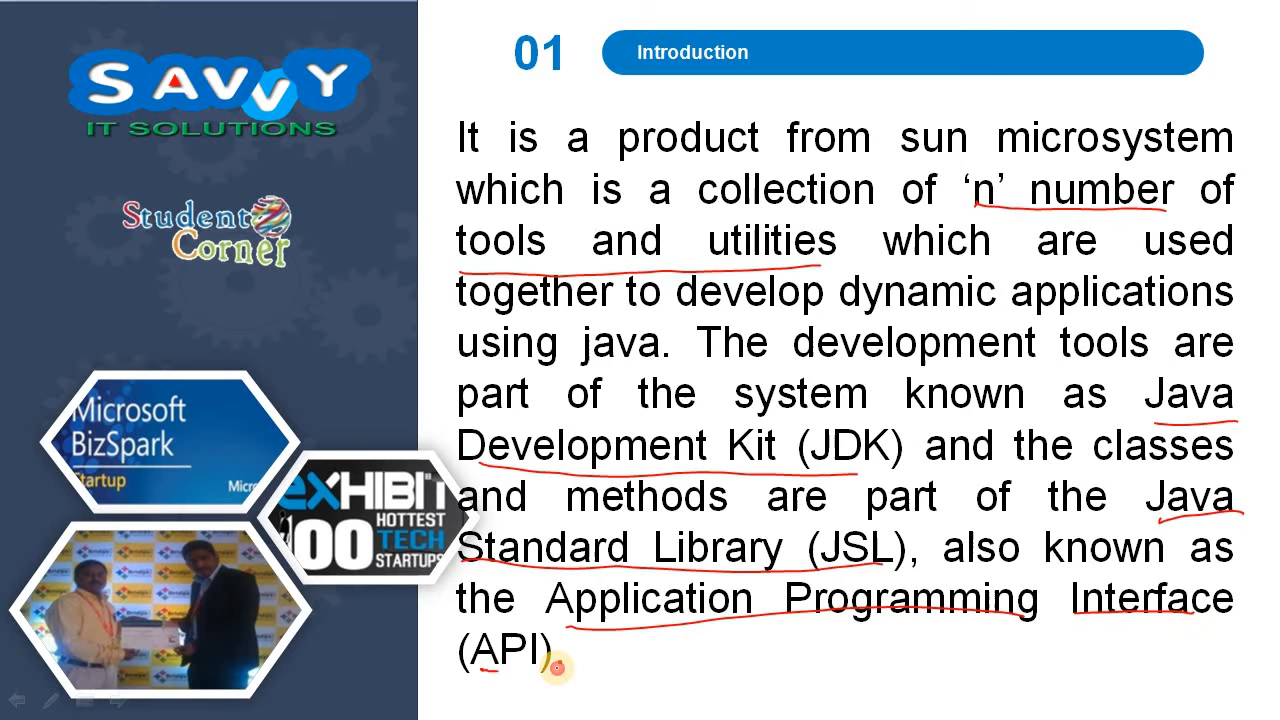 SAVVY
IT SOLUTIONS
Student
Corner
Microsoft
BizSpark
Startup
Micro
EXHIBIT
100
HOTTEST
TECH
STARTUPS
01
Introduction
It is a product from sun microsystem
which is a collection of ‘n’ number of
tools and utilities which are used
together to develop dynamic applications
using java. The development tools are
part of the system known as Java
Development Kit (JDK) and the classes
and methods are part of the Java
Standard Library (JSL), also known as
the Application Programming Interface
(API).